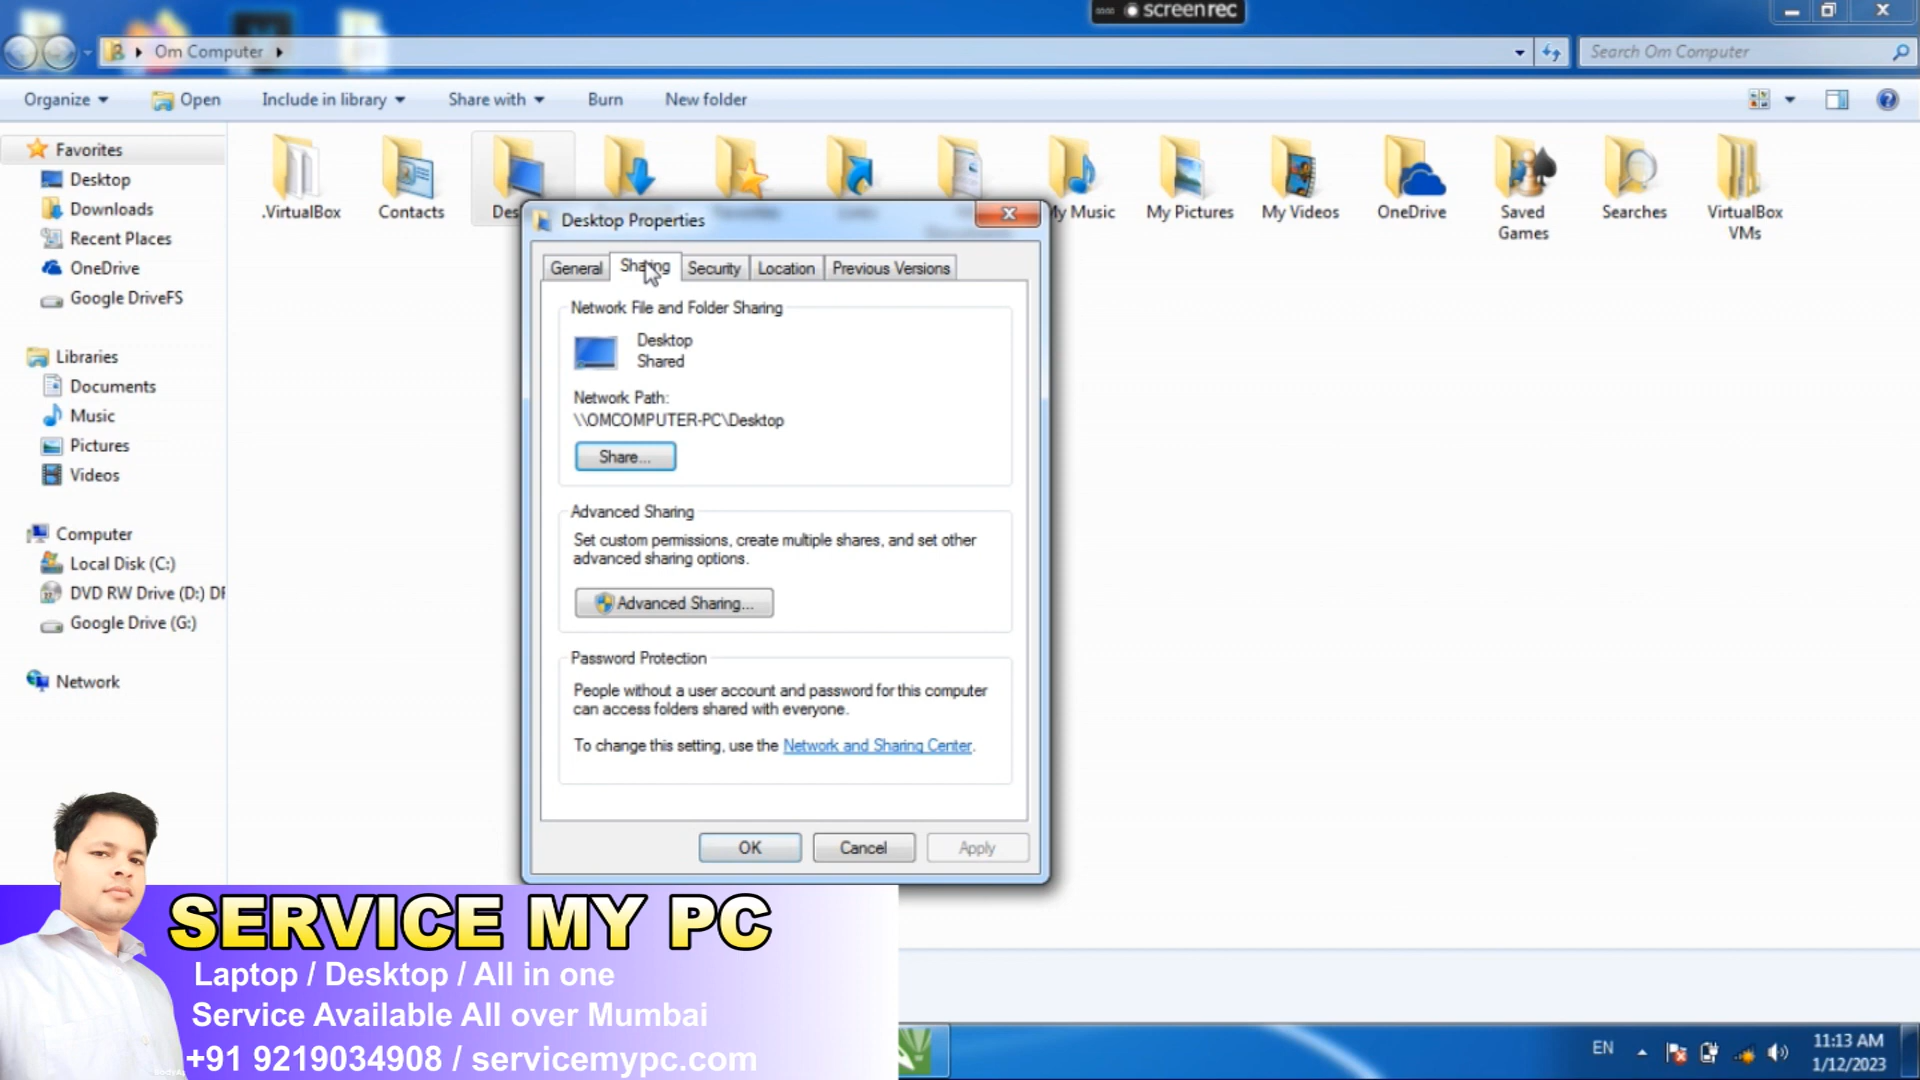 screenrec
Om Computer
Search Om Computer
Organize
Open
Include in library
Share with
Burn
New folder
Favorites
Desktop
Downloads
Recent Places
OneDrive
Google DriveFS
Libraries
Documents
Music
Pictures
Videos
Computer
Local Disk (C:)
DVD RW Drive (D:) DF
Google Drive (G:)
Network
.VirtualBox
Contacts
My Music
My Pictures
My Videos
OneDrive
Saved
Games
Searches
VirtualBox
VMs
Desktop Properties
General
Sharing
Security
Location
Previous Versions
Network File and Folder Sharing
Desktop
Shared
Network Path:
\\OMCOMPUTER-PC\Desktop
Share...
Advanced Sharing
Set custom permissions, create multiple shares, and set other
advanced sharing options.
Advanced Sharing...
Password Protection
People without a user account and password for this computer
can access folders shared with everyone.
To change this setting, use the Network and Sharing Center.
OK
Cancel
Apply
SERVICE MY PC
Laptop / Desktop / All in one
Service Available All over Mumbai
+91 9219034908 / servicemypc.com
EN
11:13 AM
1/12/2023